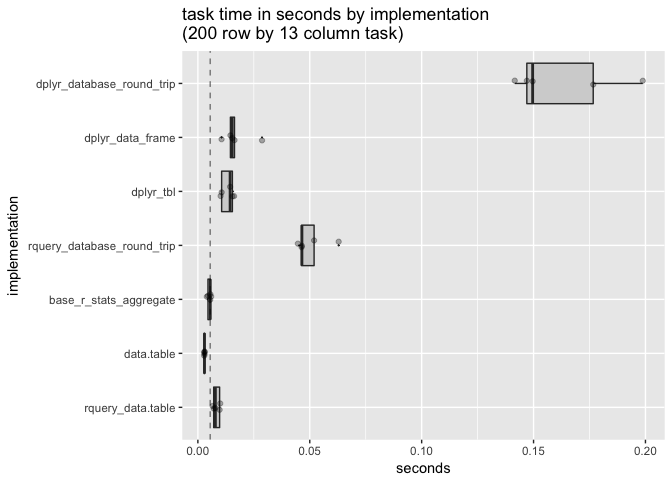 task time in seconds by implementation
(200 row by 13 column task)
implementation
dplyr_database_round_trip
dplyr_data_frame
dplyr_tbl
rquery_database_round_trip
base_r_stats_aggregate
data.table
rquery_data.table
0.00 0.05 0.10 0.15 0.20
seconds